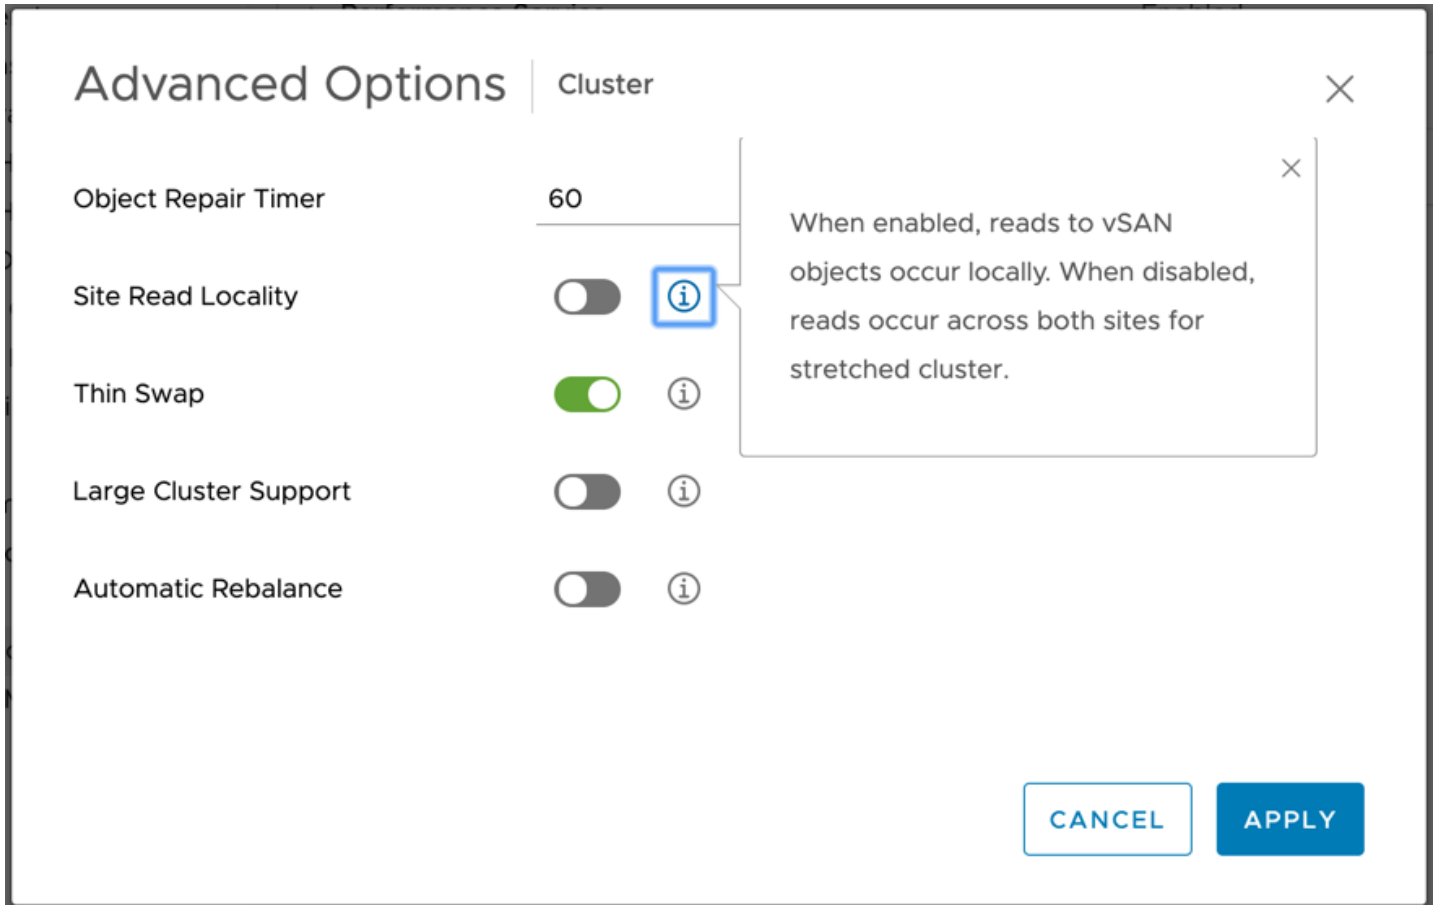 Advanced Options
Cluster
Object Repair Timer
60
When enabled, reads to vSAN
objects occur locally. When disabled,
reads occur across both sites for
stretched cluster.
Site Read Locality
Thin Swap
Large Cluster Support
Automatic Rebalance
CANCEL
APPLY